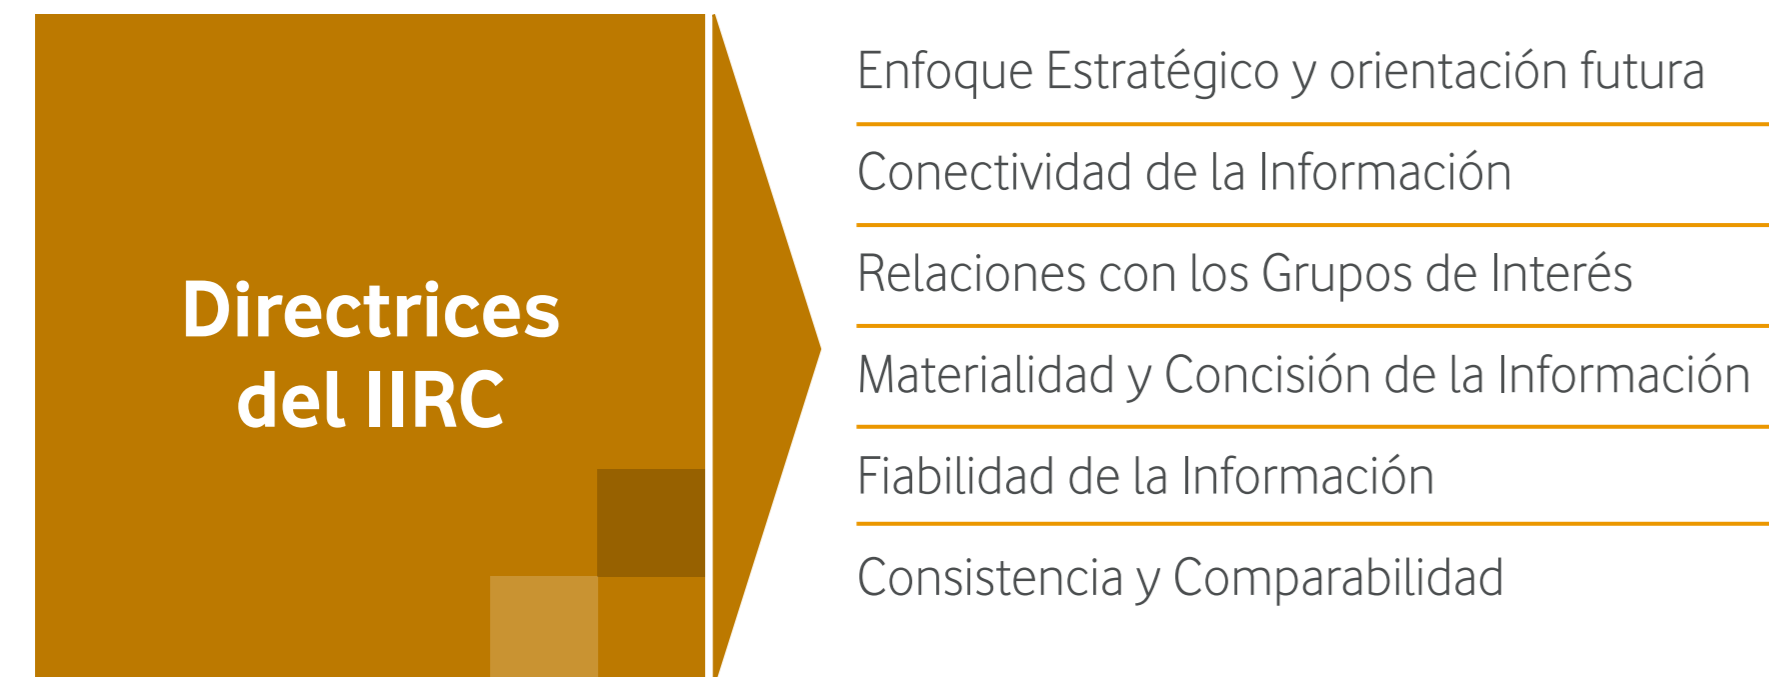 Directrices
del IIRC
Enfoque Estratégico y orientación futura
Conectividad de la Información
Relaciones con los Grupos de Interés
Materialidad y Concisión de la Información
Fiabilidad de la Información
Consistencia y Comparabilidad